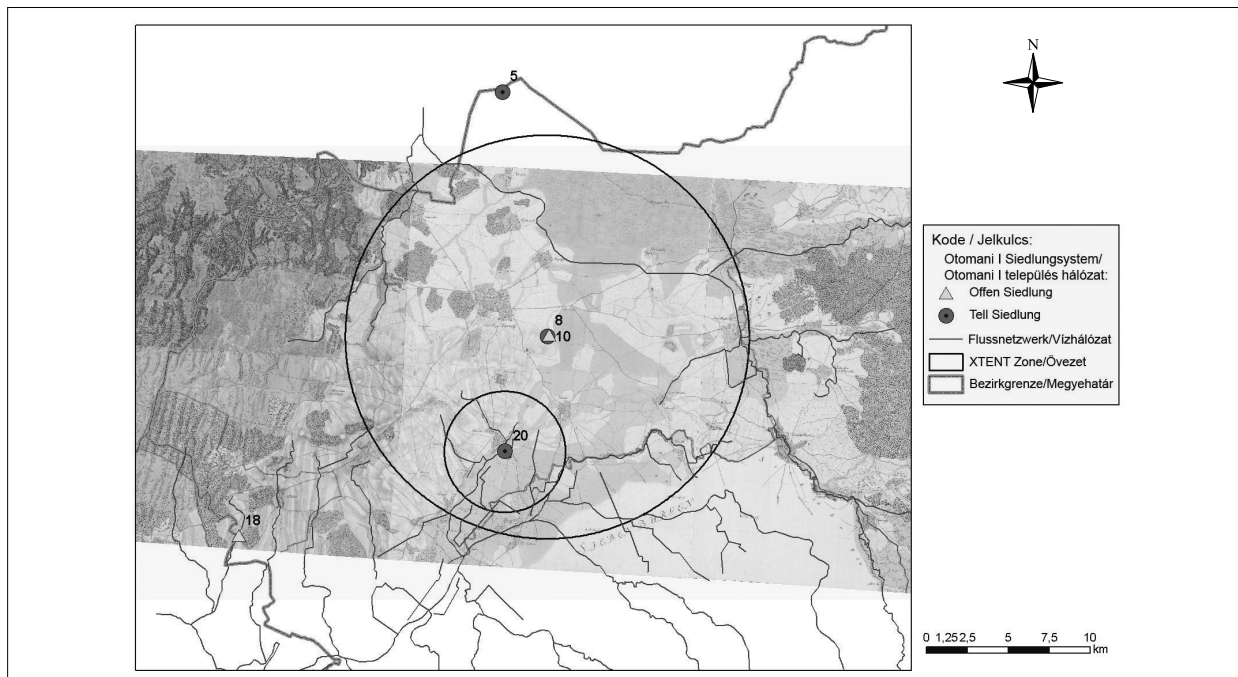 N
5
8
10
20
18
Kode / Jelkulcs:
Otomani I Siedlungsystem/
Otomani I település hálózat:
Offen Siedlung
Tell Siedlung
Flussnetzwerk/Vízhálózat
XTENT Zone/Övezet
Bezirkgrenze/Megyehatár
0 1,25 2,5 5 7,5 10
km